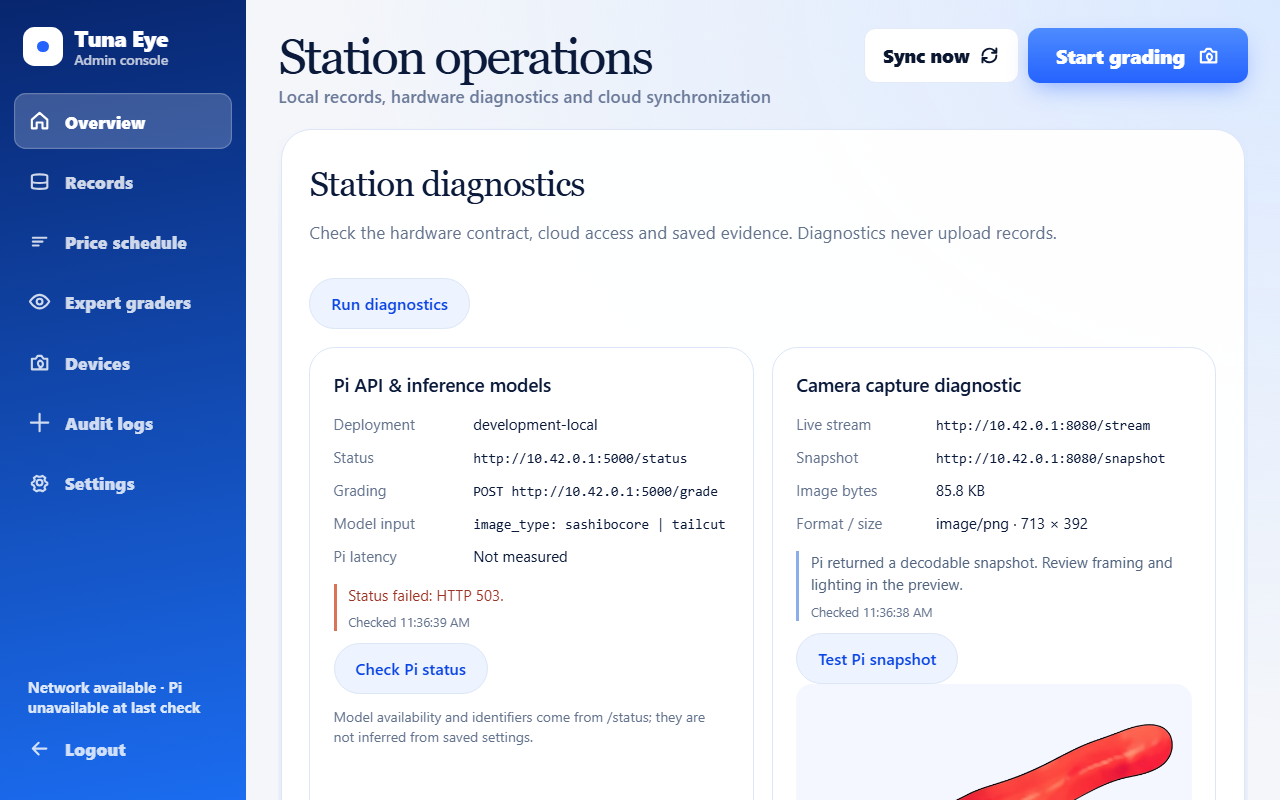 Tuna Eye
Admin console
Overview
Records
Price schedule
Expert graders
Devices
Audit logs
Settings
Network available · Pi
unavailable at last check
Logout
Station operations
Local records, hardware diagnostics and cloud synchronization
Sync now
Start grading
Station diagnostics
Check the hardware contract, cloud access and saved evidence. Diagnostics never upload records.
Run diagnostics
Pi API & inference models
Deployment development-local
Status http://10.42.0.1:5000/status
Grading POST http://10.42.0.1:5000/grade
Model input image_type: sashibocore | tailcut
Pi latency Not measured
Status failed: HTTP 503.
Checked 11:36:39 AM
Check Pi status
Model availability and identifiers come from /status; they are
not inferred from saved settings.
Camera capture diagnostic
Live stream http://10.42.0.1:8080/stream
Snapshot http://10.42.0.1:8080/snapshot
Image bytes 85.8 KB
Format / size image/png · 713 × 392
Pi returned a decodable snapshot. Review framing and
lighting in the preview.
Checked 11:36:38 AM
Test Pi snapshot